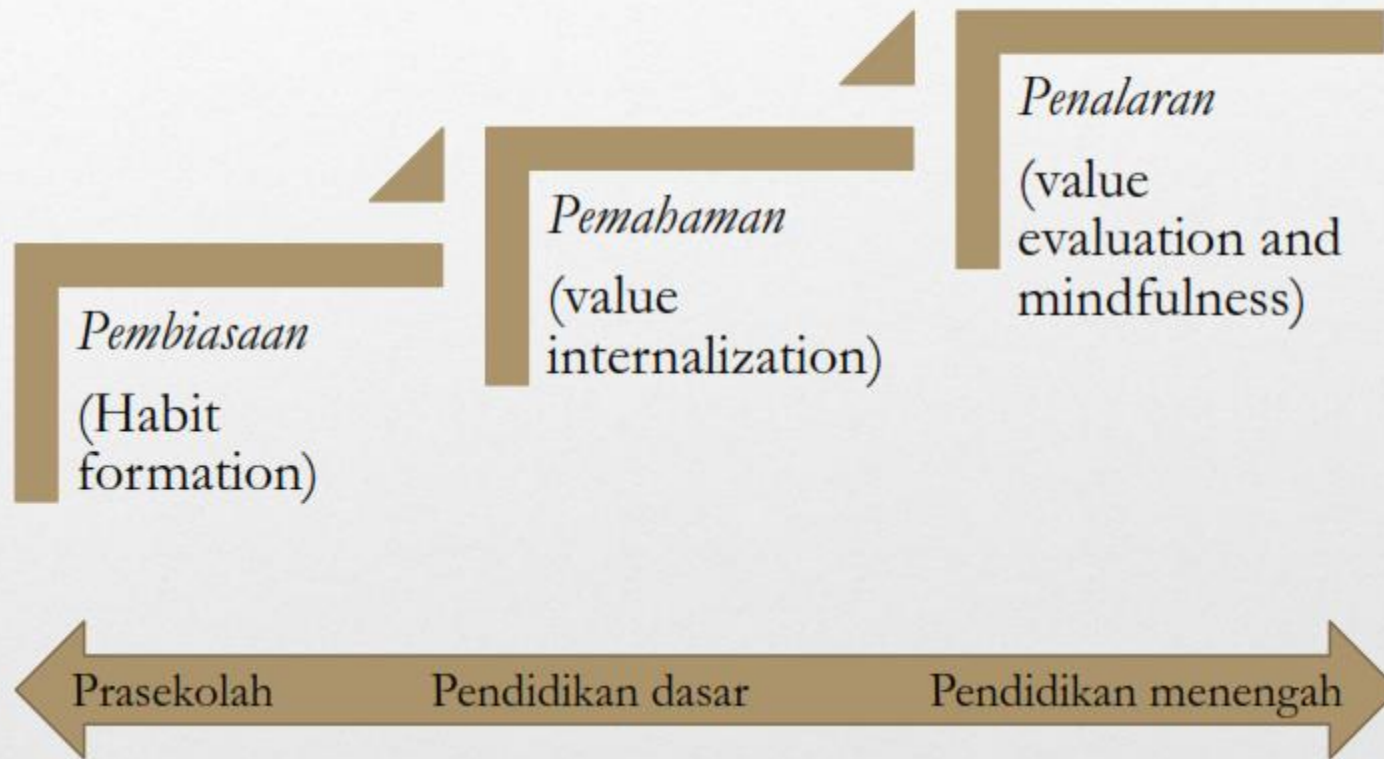 Pembiasaan
(Habit
formation)
Pemahaman
(value
internalization)
Penalaran
(value
evaluation and
mindfulness)
Prasekolah
Pendidikan dasar
Pendidikan menengah